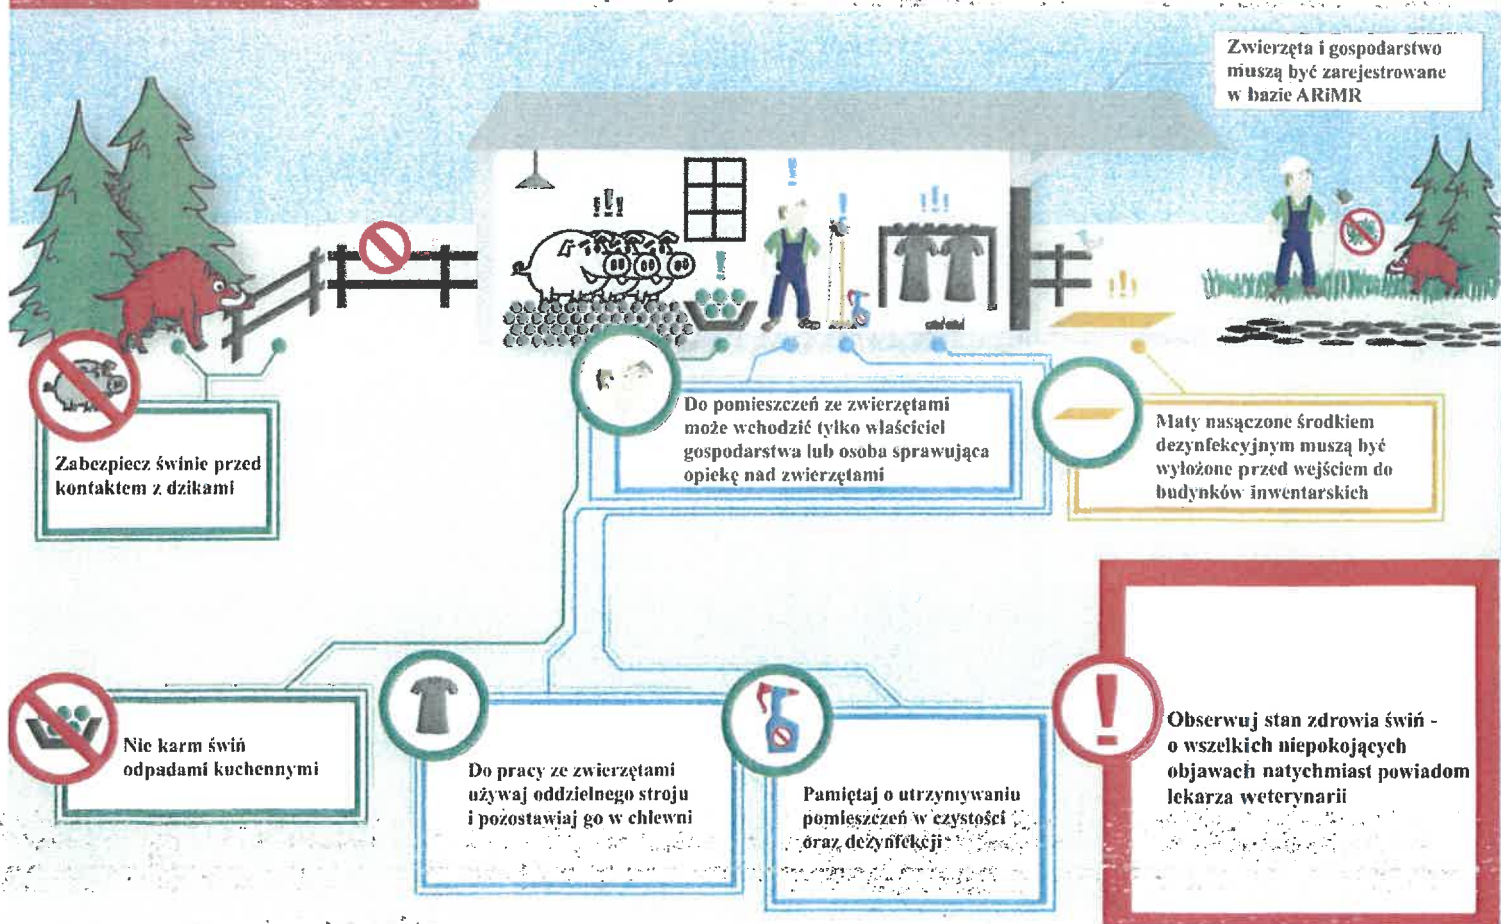 Zwierzęta i gospodarstwo
muszą być zarejestrowane
w bazie ARiMR
Zabezpiecz świnie przed
kontaktem z dzikami
Do pomieszczeń ze zwierzętami
może wchodzić tylko właściciel
gospodarstwa lub osoba sprawująca
opiekę nad zwierzętami
Maty nasączone środkiem
dezynfekcyjnym muszą być
wyłożone przed wejściem do
budynków inwentarskich
Nie karm świń
odpadami kuchennymi
Do pracy ze zwierzętami
używaj oddzielnego stroju
i pozostawiaj go w chlewni
Pamiętaj o utrzymywaniu
pomieszczeń w czystości
oraz dezynfekcji
Obserwuj stan zdrowia świń -
o wszelkich niepokojących
objawach natychmiast powiadom
lekarza weterynarii